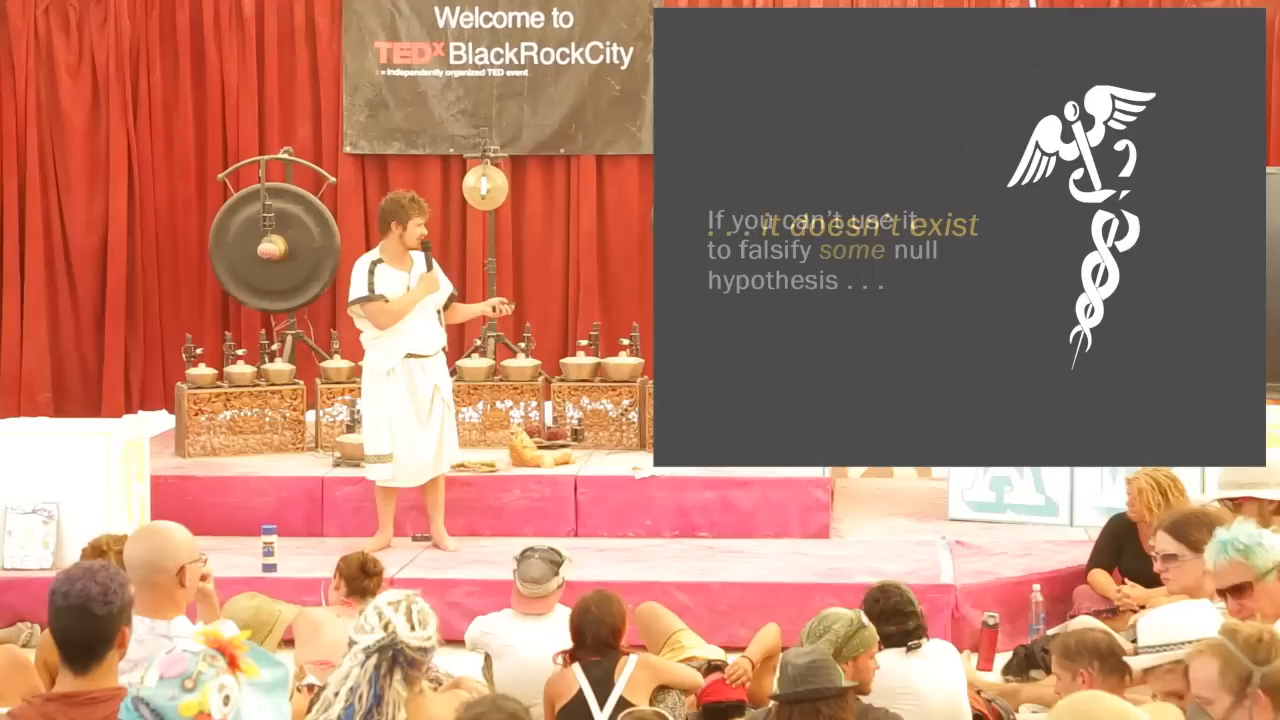 Welcome to
TEDx BlackRockCity
x = independently organized TED event
If you can't use it
. . . it doesn't exist
to falsify some null
hypothesis . . .
A